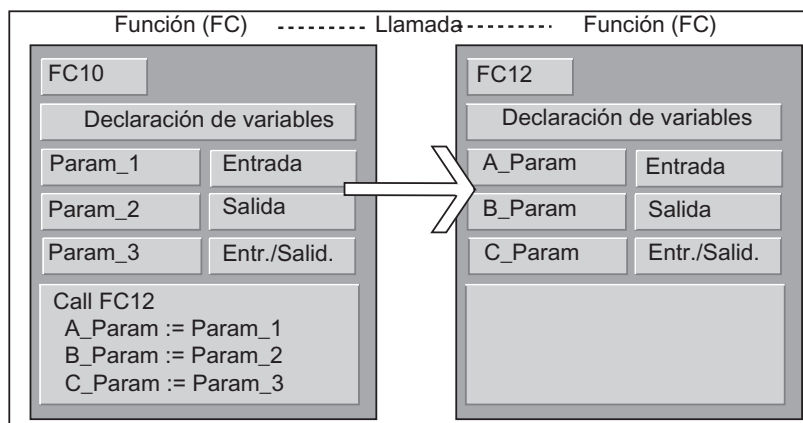 Función (FC) ---------- Llamada ---------- Función (FC)
FC10
Declaración de variables
Param_1 Entrada
Param_2 Salida
Param_3 Entr./Salid.
Call FC12
A_Param := Param_1
B_Param := Param_2
C_Param := Param_3
FC12
Declaración de variables
A_Param Entrada
B_Param Salida
C_Param Entr./Salid.